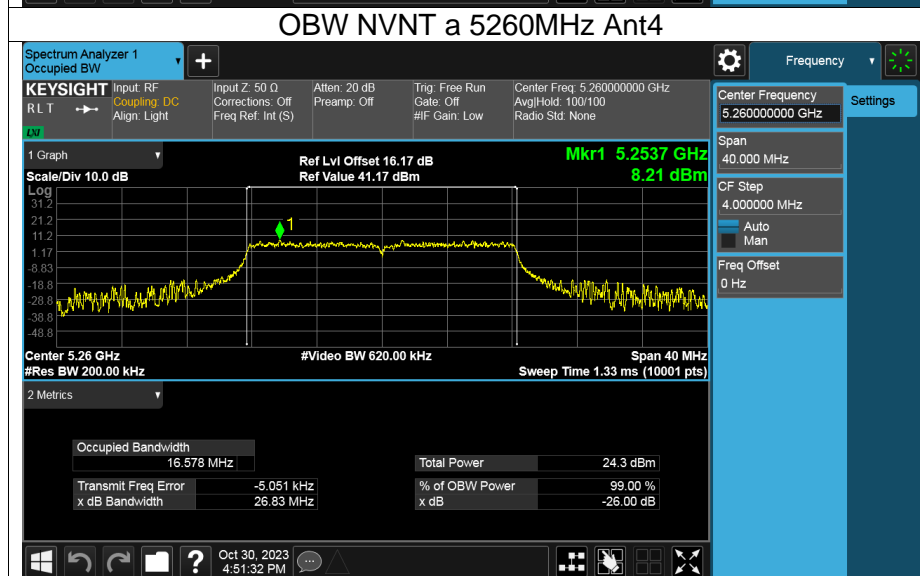 OBW NVNT a 5260MHz Ant4
Spectrum Analyzer 1
Occupied BW
+
Frequency
KEYSIGHT
RLT
LXI
Input: RF
Coupling: DC
Align: Light
Input Z: 50 Ω
Corrections: Off
Freq Ref: Int (S)
Atten: 20 dB
Preamp: Off
Trig: Free Run
Gate: Off
#IF Gain: Low
Center Freq: 5.260000000 GHz
Avg|Hold: 100/100
Radio Std: None
Center Frequency
5.260000000 GHz
Settings
Span
40.000 MHz
CF Step
4.000000 MHz
Auto
Man
Freq Offset
0 Hz
1 Graph
Scale/Div 10.0 dB
Ref Lvl Offset 16.17 dB
Ref Value 41.17 dBm
Mkr1 5.2537 GHz
8.21 dBm
Log
31.2
21.2
11.2
1.17
-8.83
-18.8
-28.8
-38.8
-48.8
1
Center 5.26 GHz
#Video BW 620.00 kHz
Span 40 MHz
#Res BW 200.00 kHz
Sweep Time 1.33 ms (10001 pts)
2 Metrics
Occupied Bandwidth
16.578 MHz
Total Power 24.3 dBm
Transmit Freq Error -5.051 kHz
% of OBW Power 99.00 %
x dB Bandwidth 26.83 MHz
x dB -26.00 dB
?
Oct 30, 2023
4:51:32 PM